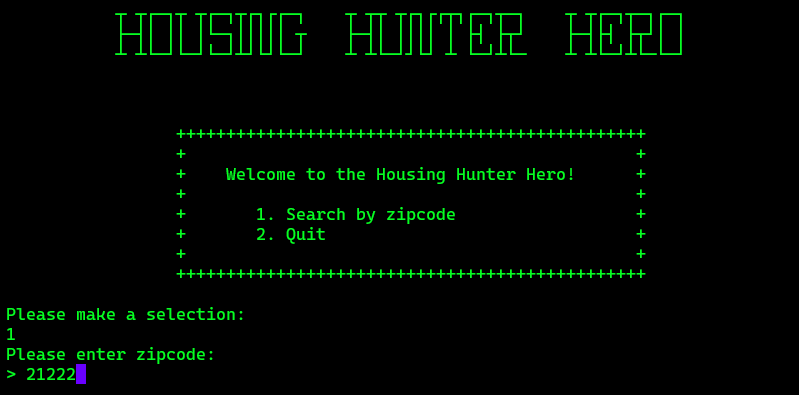 HOUSING HUNTER HERO
+++++++++++++++++++++++++++++++++++++++++++++++
+ +
+ Welcome to the Housing Hunter Hero! +
+ +
+ 1. Search by zipcode +
+ 2. Quit +
+ +
+++++++++++++++++++++++++++++++++++++++++++++++
Please make a selection:
1
Please enter zipcode:
> 21222